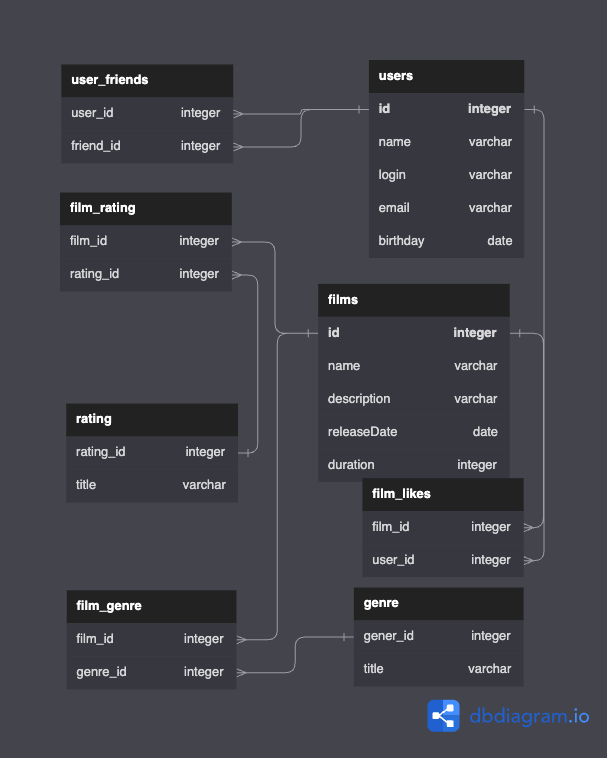 user_friends
user_id integer
friend_id integer
users
id integer
name varchar
login varchar
email varchar
birthday date
film_rating
film_id integer
rating_id integer
films
id integer
name varchar
description varchar
releaseDate date
duration integer
rating
rating_id integer
title varchar
film_likes
film_id integer
user_id integer
film_genre
film_id integer
genre_id integer
genre
gener_id integer
title varchar
dbdiagram.io